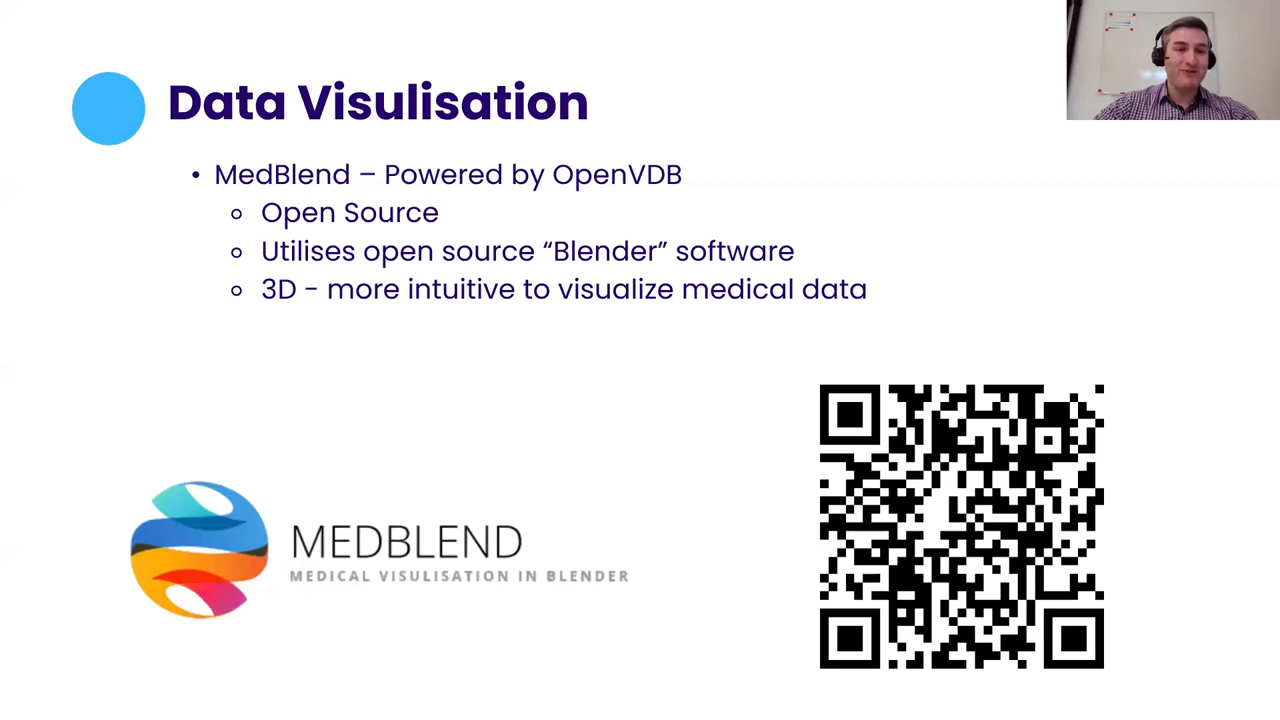 Data Visulisation
• MedBlend – Powered by OpenVDB
○ Open Source
○ Utilises open source “Blender” software
○ 3D - more intuitive to visualize medical data
MEDBLEND
MEDICAL VISULISATION IN BLENDER